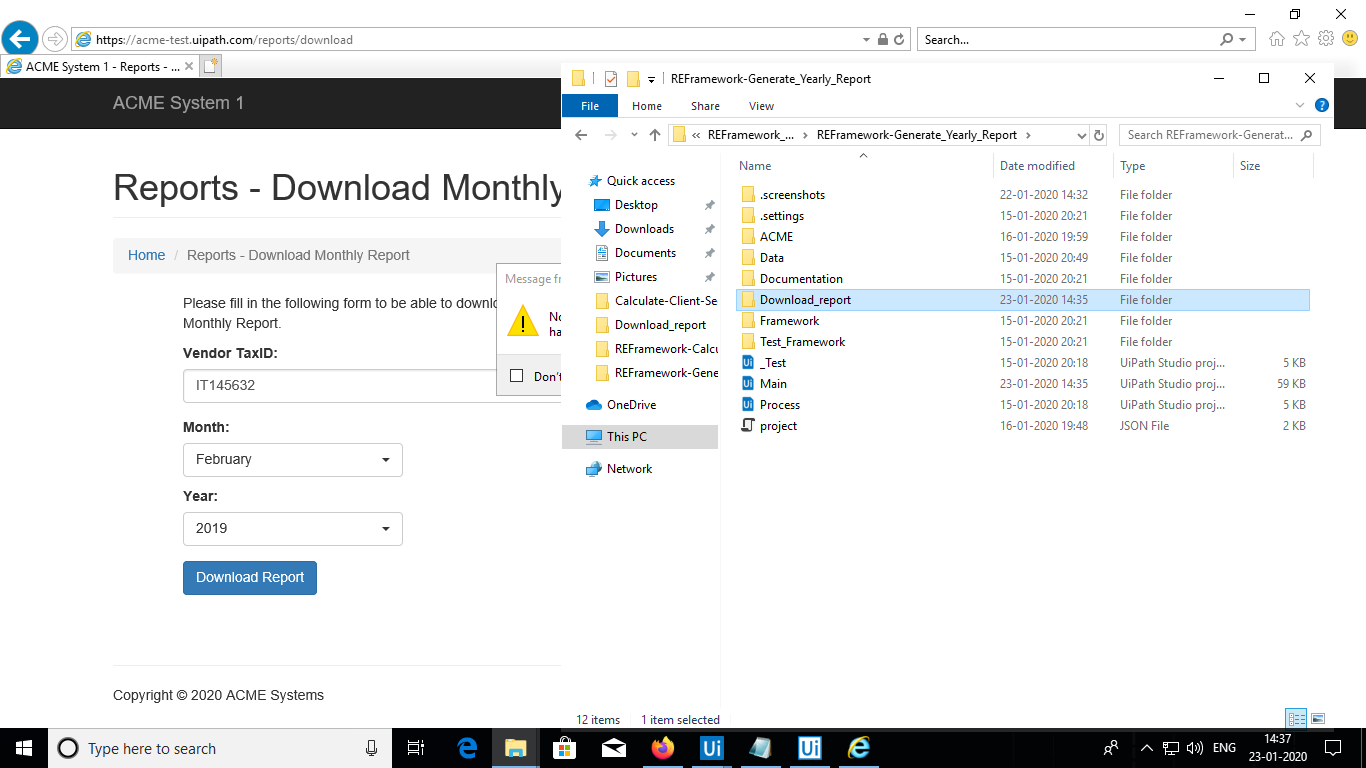 https://acme-test.uipath.com/reports/download
Search...
ACME System 1 - Reports - ...
ACME System 1
Reports - Download Monthly
Home / Reports - Download Monthly Report
Please fill in the following form to be able to downlo
Monthly Report.
Vendor TaxID:
IT145632
Month:
February
Year:
2019
Download Report
Copyright © 2020 ACME Systems
Message fr
No
ha
Don't
REFramework-Generate_Yearly_Report
File Home Share View
« REFramework_... › REFramework-Generate_Yearly_Report ›
Search REFramework-Generat...
Quick access
Desktop
Downloads
Documents
Pictures
Calculate-Client-Se
Download_report
REFramework-Calcu
REFramework-Gene
OneDrive
This PC
Network
Name Date modified Type Size
.screenshots 22-01-2020 14:32 File folder
.settings 15-01-2020 20:21 File folder
ACME 16-01-2020 19:59 File folder
Data 15-01-2020 20:49 File folder
Documentation 15-01-2020 20:21 File folder
Download_report 23-01-2020 14:35 File folder
Framework 15-01-2020 20:21 File folder
Test_Framework 15-01-2020 20:21 File folder
_Test 15-01-2020 20:18 UiPath Studio proj... 5 KB
Main 23-01-2020 14:35 UiPath Studio proj... 59 KB
Process 15-01-2020 20:18 UiPath Studio proj... 5 KB
project 16-01-2020 19:48 JSON File 2 KB
12 items 1 item selected
Type here to search
Ui
Ui
ENG
14:37
23-01-2020